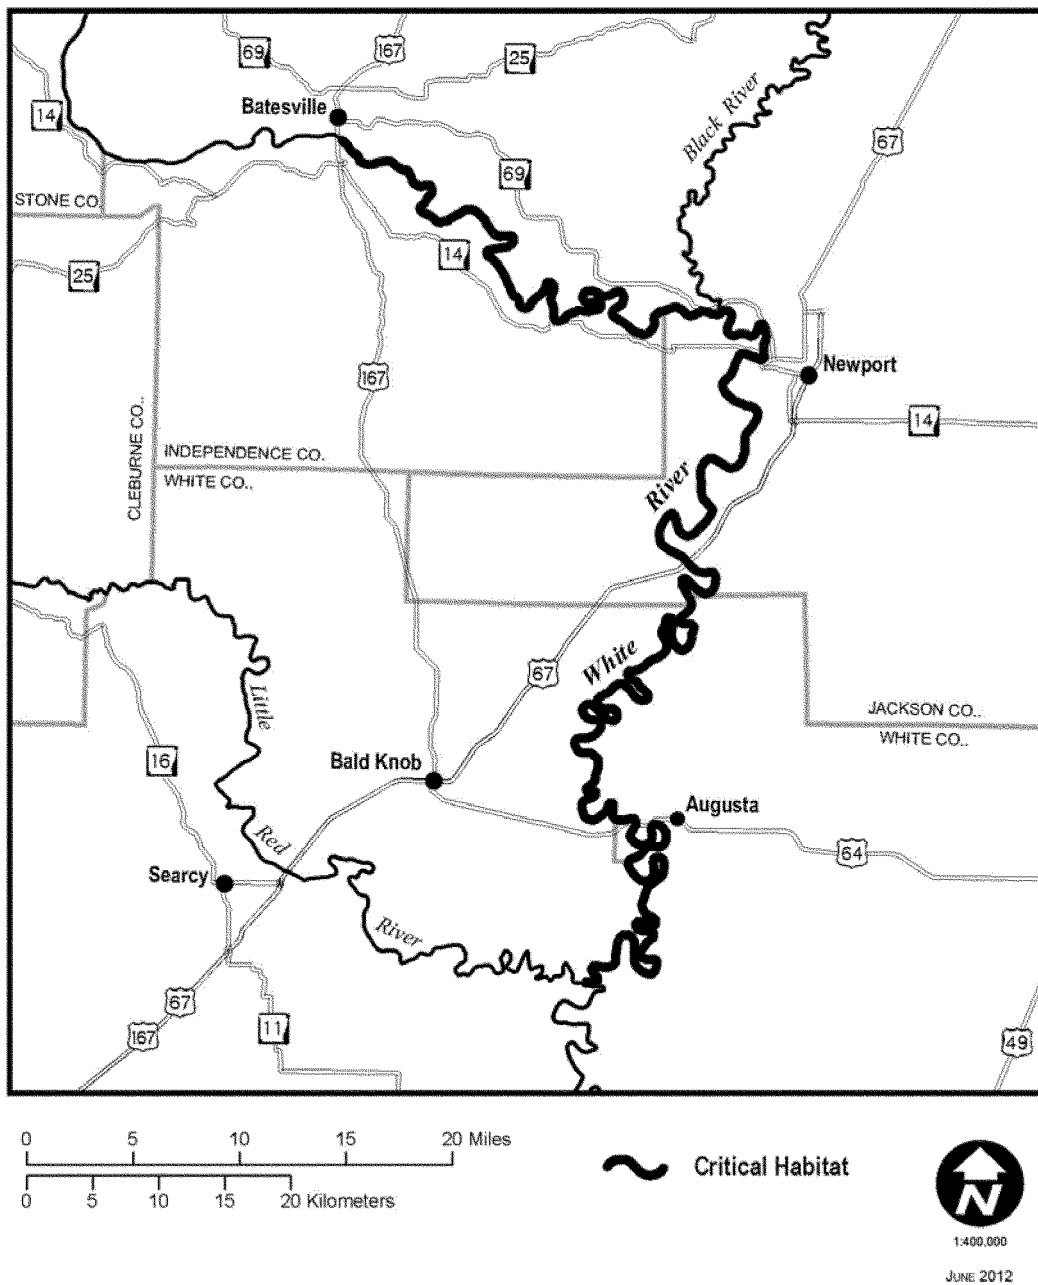 69
167
25
14
Batesville
Black River
67
69
STONE CO.
14
25
Newport
167
14
CLEBURNE CO..
INDEPENDENCE CO.
WHITE CO..
River
White
67
Little
JACKSON CO..
WHITE CO..
16
Bald Knob
Augusta
Red
64
Searcy
River
67
167
11
49
0 5 10 15 20 Miles
0 5 10 15 20 Kilometers
Critical Habitat
N
1:400,000
JUNE 2012